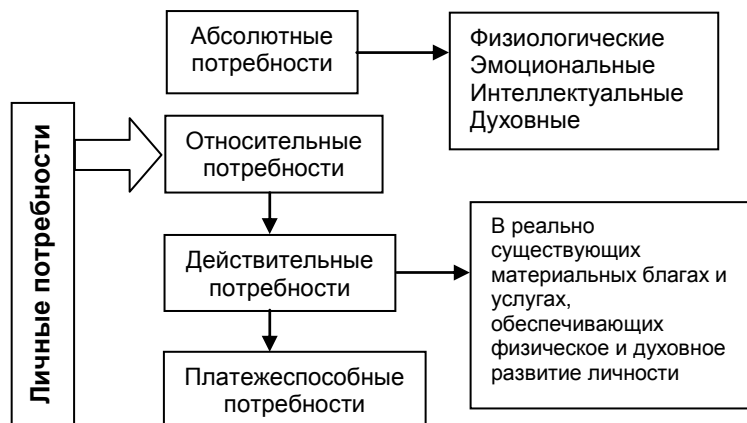 Личные потребности
Абсолютные
потребности
Физиологические
Эмоциональные
Интеллектуальные
Духовные
Относительные
потребности
Действительные
потребности
В реально
существующих
материальных благах и
услугах,
обеспечивающих
физическое и духовное
развитие личности
Платежеспособные
потребности